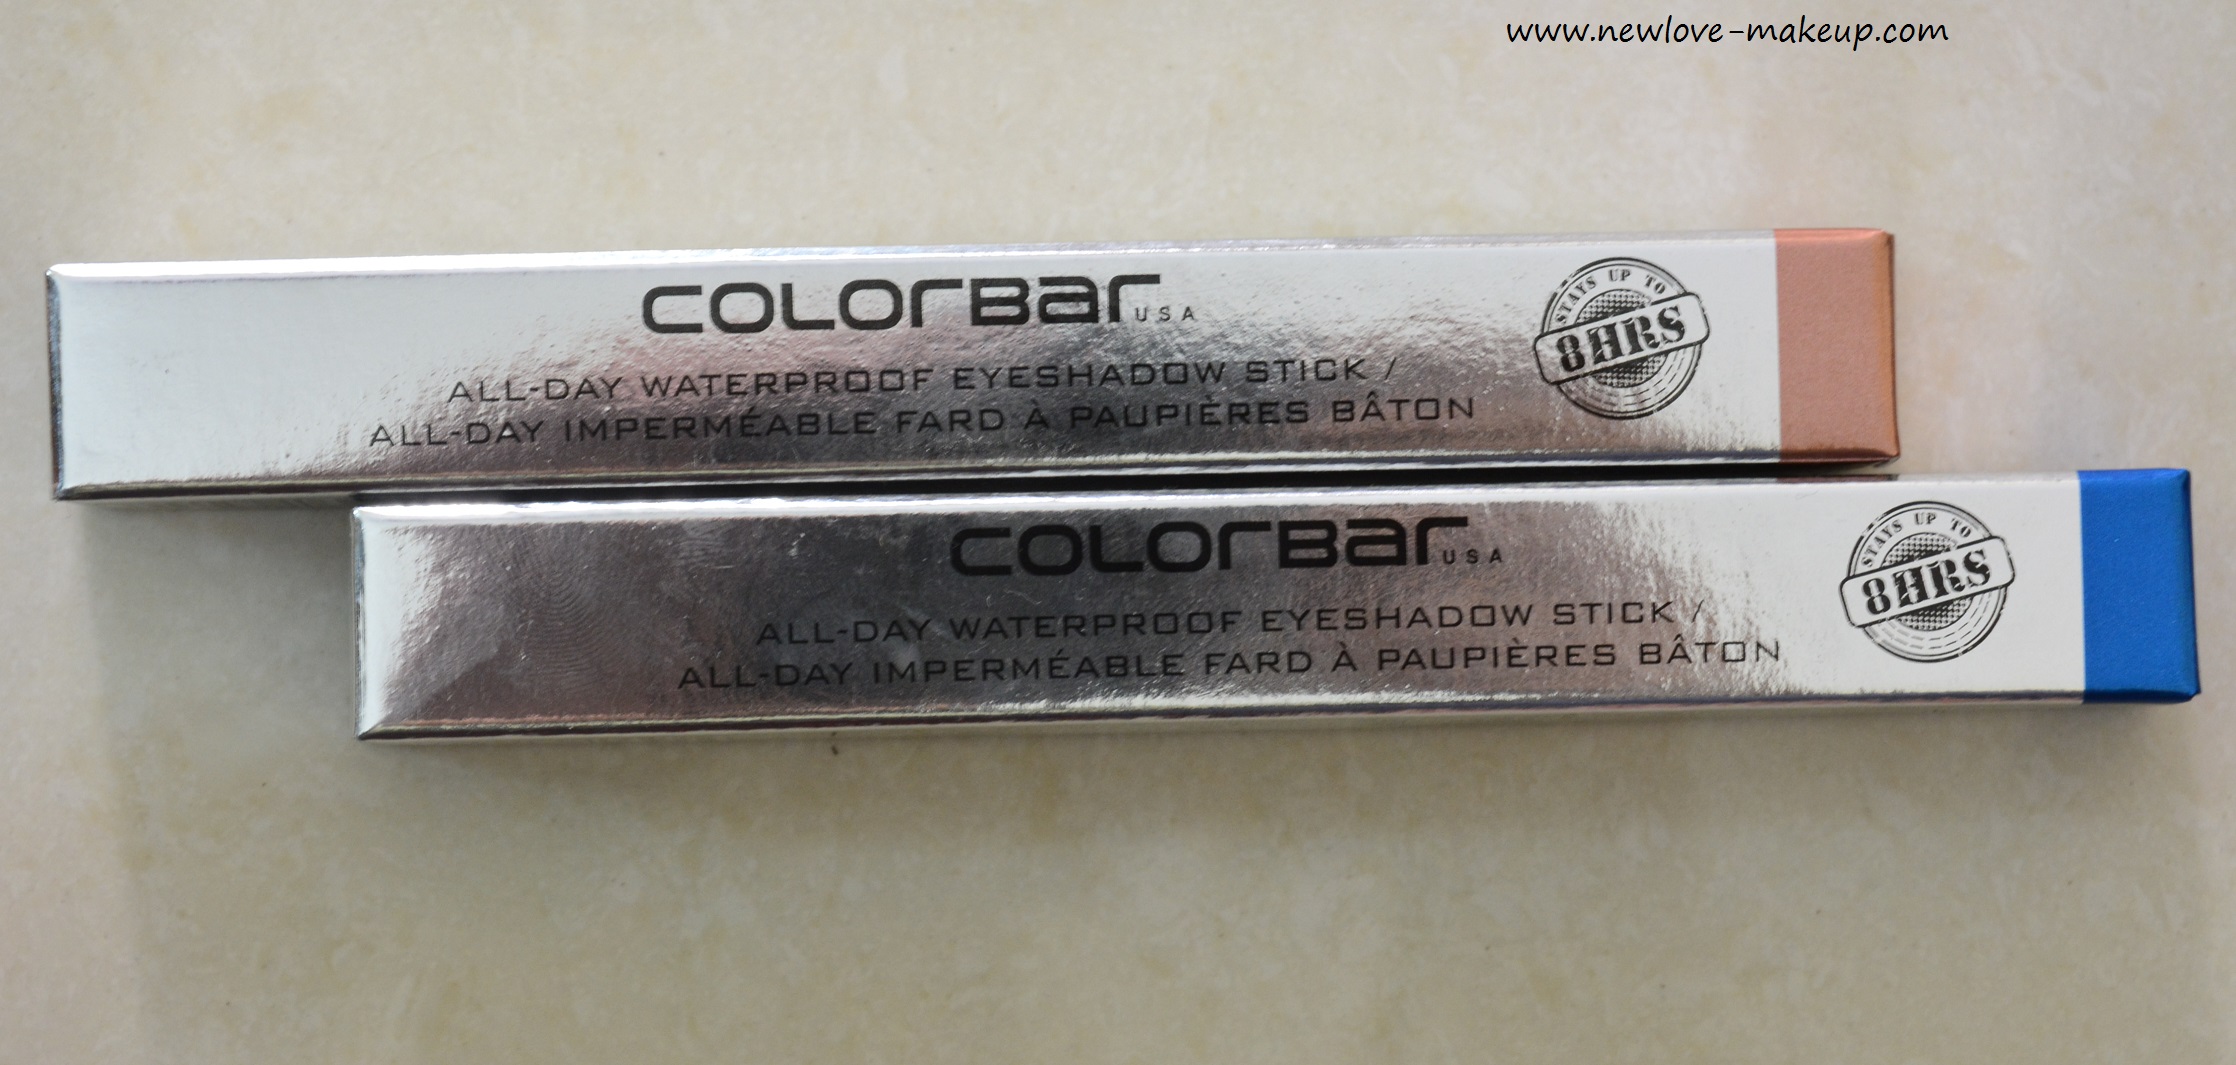 www.newlove-makeup.com
COLORBAR USA
ALL-DAY WATERPROOF EYESHADOW STICK /
ALL-DAY IMPERMÉABLE FARD À PAUPIÈRES BÂTON
STAYS UP TO
8HRS
COLORBAR USA
ALL-DAY WATERPROOF EYESHADOW STICK /
ALL-DAY IMPERMÉABLE FARD À PAUPIÈRES BÂTON
STAYS UP TO
8HRS